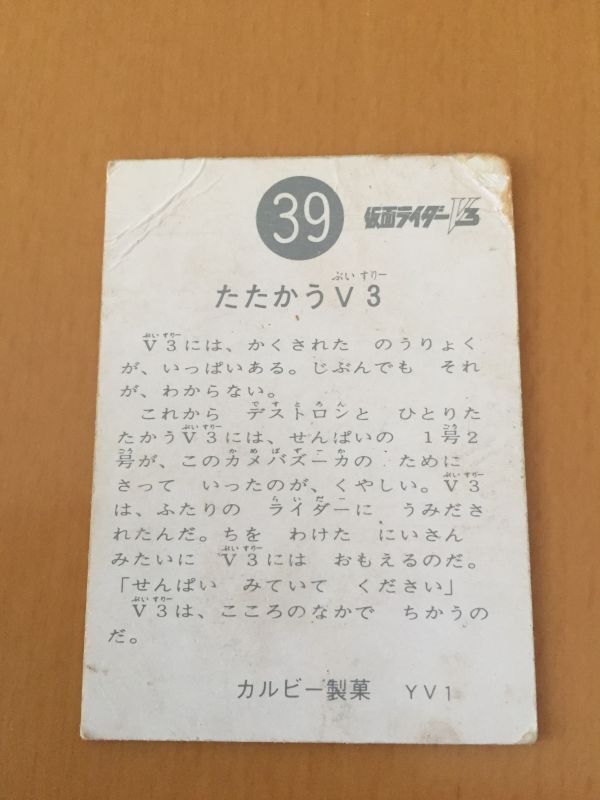 39
仮面ライダーV3
ぶいすりー
たたかうV3
ぶいすりー
V3には、かくされた のうりょく
が、いっぱいある。じぶんでも それ
が、わからない。
ですとろん
これから デストロンと ひとりた
ぶいすりー ごう
たかうV3には、せんぱいの 1号2
ごう かめばずーか
号が、このカメバズーカの ために
ぶいすりー
さって いったのが、くやしい。V3
らいだー
は、ふたりの ライダーに うみださ
れたんだ。ちを わけた にいさん
ぶいすりー
みたいに V3には おもえるのだ。
「せんぱい みていて ください」
ぶいすりー
V3は、こころのなかで ちかうの
だ。
カルビー製菓 YV1